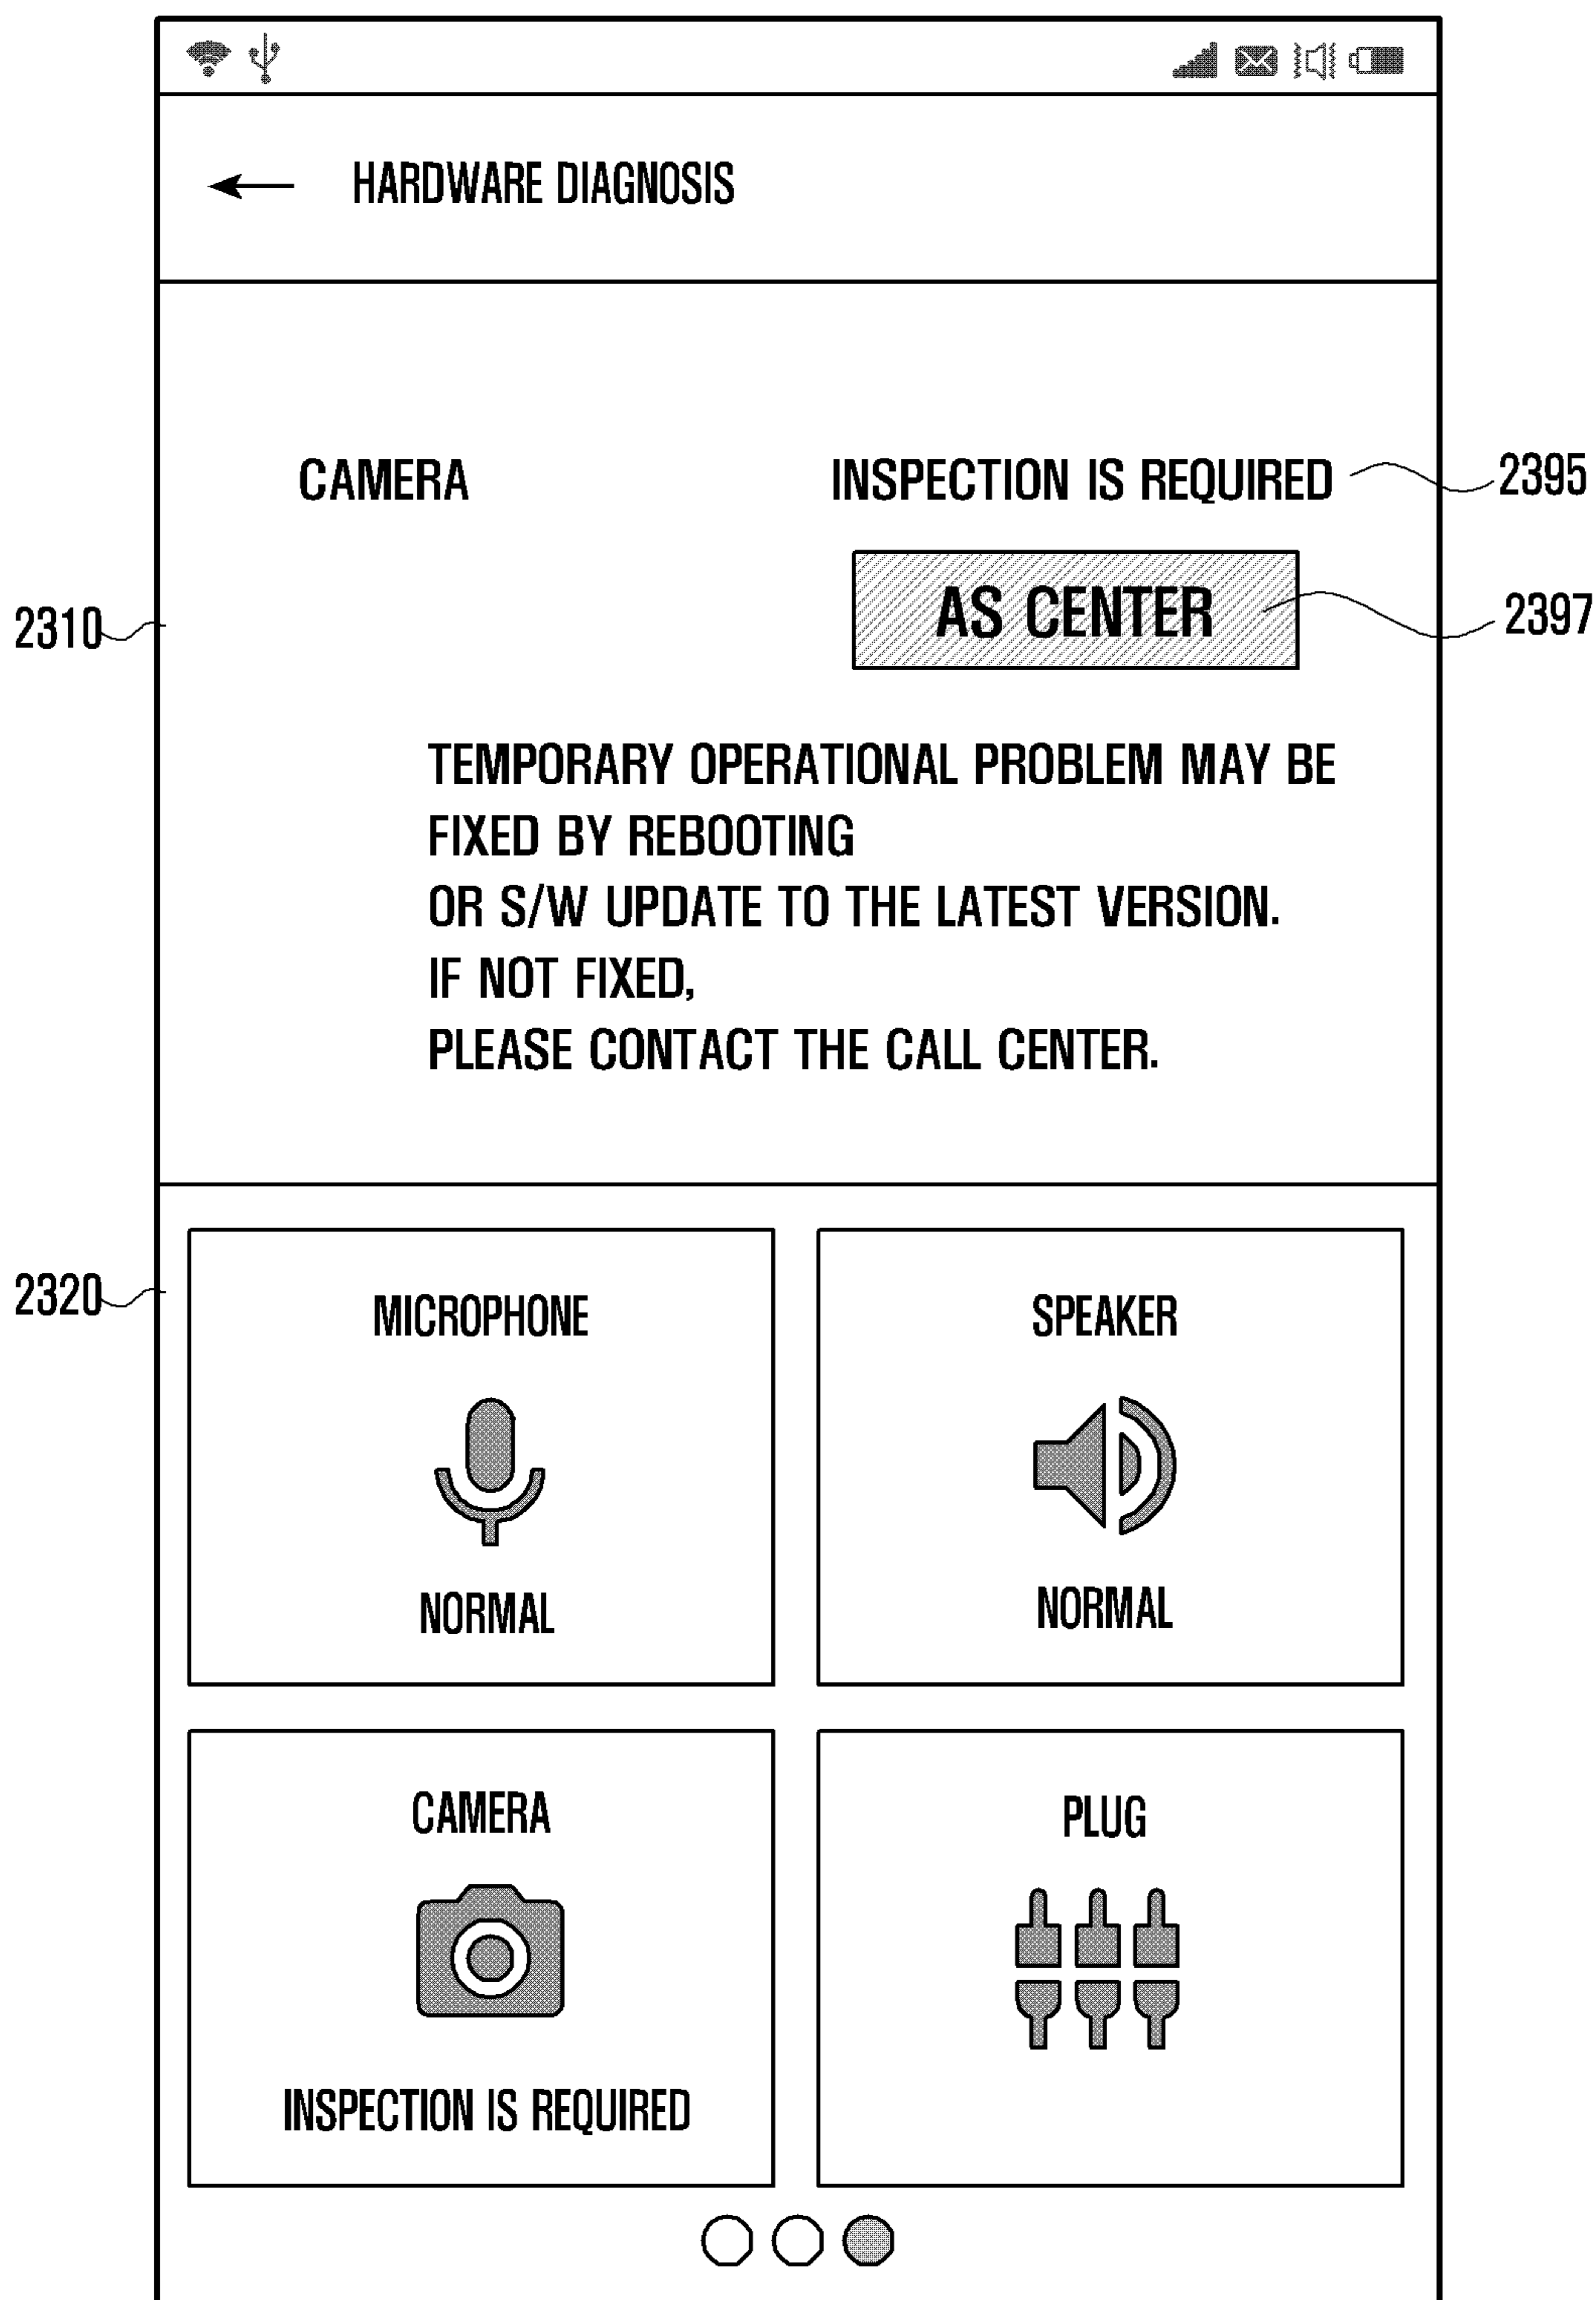 HARDWARE DIAGNOSIS
CAMERA
INSPECTION IS REQUIRED
2395
AS CENTER
2397
2310
TEMPORARY OPERATIONAL PROBLEM MAY BE
FIXED BY REBOOTING
OR S/W UPDATE TO THE LATEST VERSION.
IF NOT FIXED,
PLEASE CONTACT THE CALL CENTER.
2320
MICROPHONE
NORMAL
SPEAKER
NORMAL
CAMERA
INSPECTION IS REQUIRED
PLUG